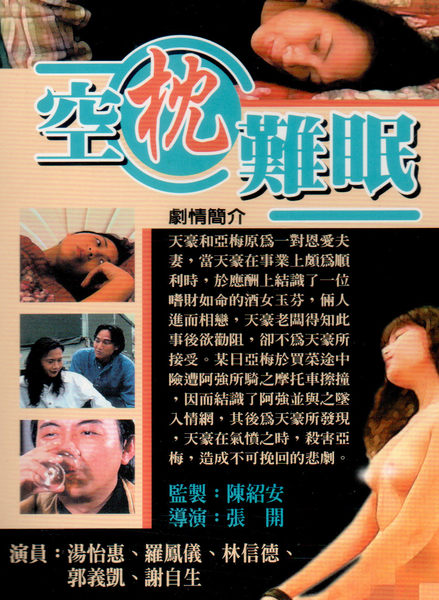 空枕難眠
劇情簡介
天豪和亞梅原爲一對恩愛夫
妻，當天豪在事業上頗爲順
利時，於應酬上結識了一位
嗜財如命的酒女玉芬，倆人
進而相戀，天豪老闆得知此
事後欲勸阻，卻不爲天豪所
接受。某日亞梅於買菜途中
險遭阿強所騎之摩托車擦撞
，因而結識了阿強並與之墜
入情網，其後爲天豪所發現
，天豪在氣憤之時，殺害亞
梅，造成不可挽回的悲劇。
監製：陳紹安
導演：張　開
演員：湯怡惠、羅鳳儀、林信德、
郭義凱、謝自生